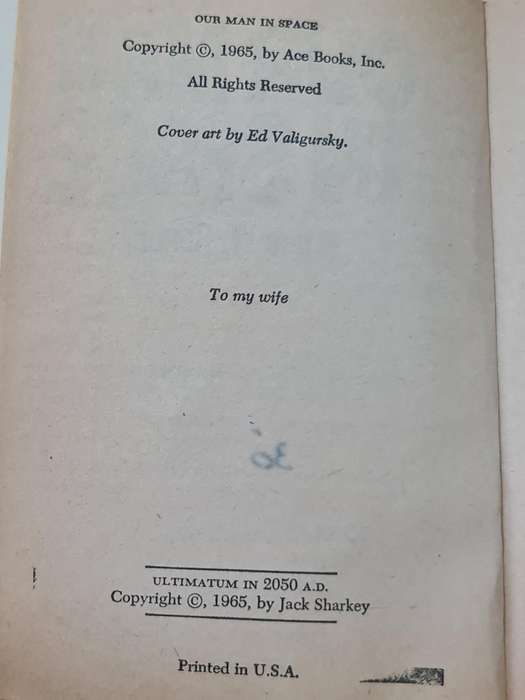 OUR MAN IN SPACE
Copyright ©, 1965, by Ace Books, Inc.
All Rights Reserved
Cover art by Ed Valigursky.
To my wife
ULTIMATUM IN 2050 A.D.
Copyright ©, 1965, by Jack Sharkey
Printed in U.S.A.